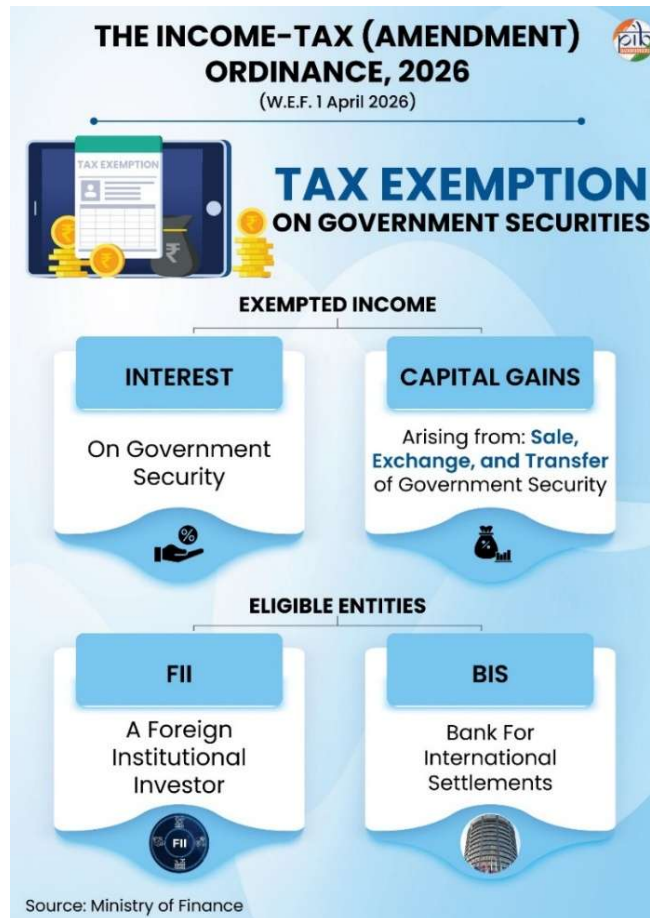 THE INCOME-TAX (AMENDMENT)
ORDINANCE, 2026
(W.E.F. 1 April 2026)
pib
TAX EXEMPTION
TAX EXEMPTION
ON GOVERNMENT SECURITIES
EXEMPTED INCOME
INTEREST
On Government
Security
CAPITAL GAINS
Arising from: Sale,
Exchange, and Transfer
of Government Security
ELIGIBLE ENTITIES
FII
A Foreign
Institutional
Investor
FII
BIS
Bank For
International
Settlements
Source: Ministry of Finance